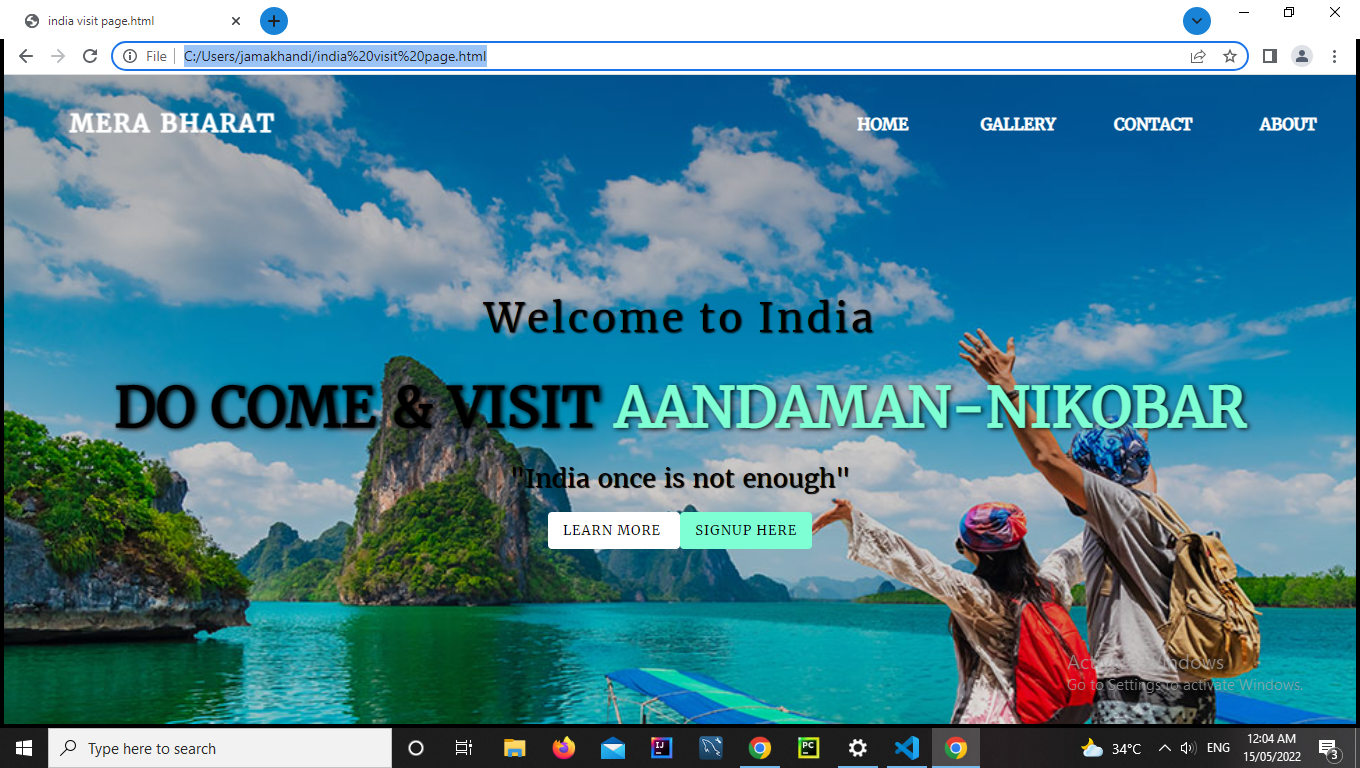 india visit page.html
File
C:/Users/jamakhandi/india%20visit%20page.html
MERA BHARAT
HOME GALLERY CONTACT ABOUT
Welcome to India
DO COME & VISIT AANDAMAN-NIKOBAR
"India once is not enough"
LEARN MORE SIGNUP HERE
Activate Windows
Go to Settings to activate Windows.
Type here to search
IJ
PC
34°C
ENG
12:04 AM
15/05/2022
3